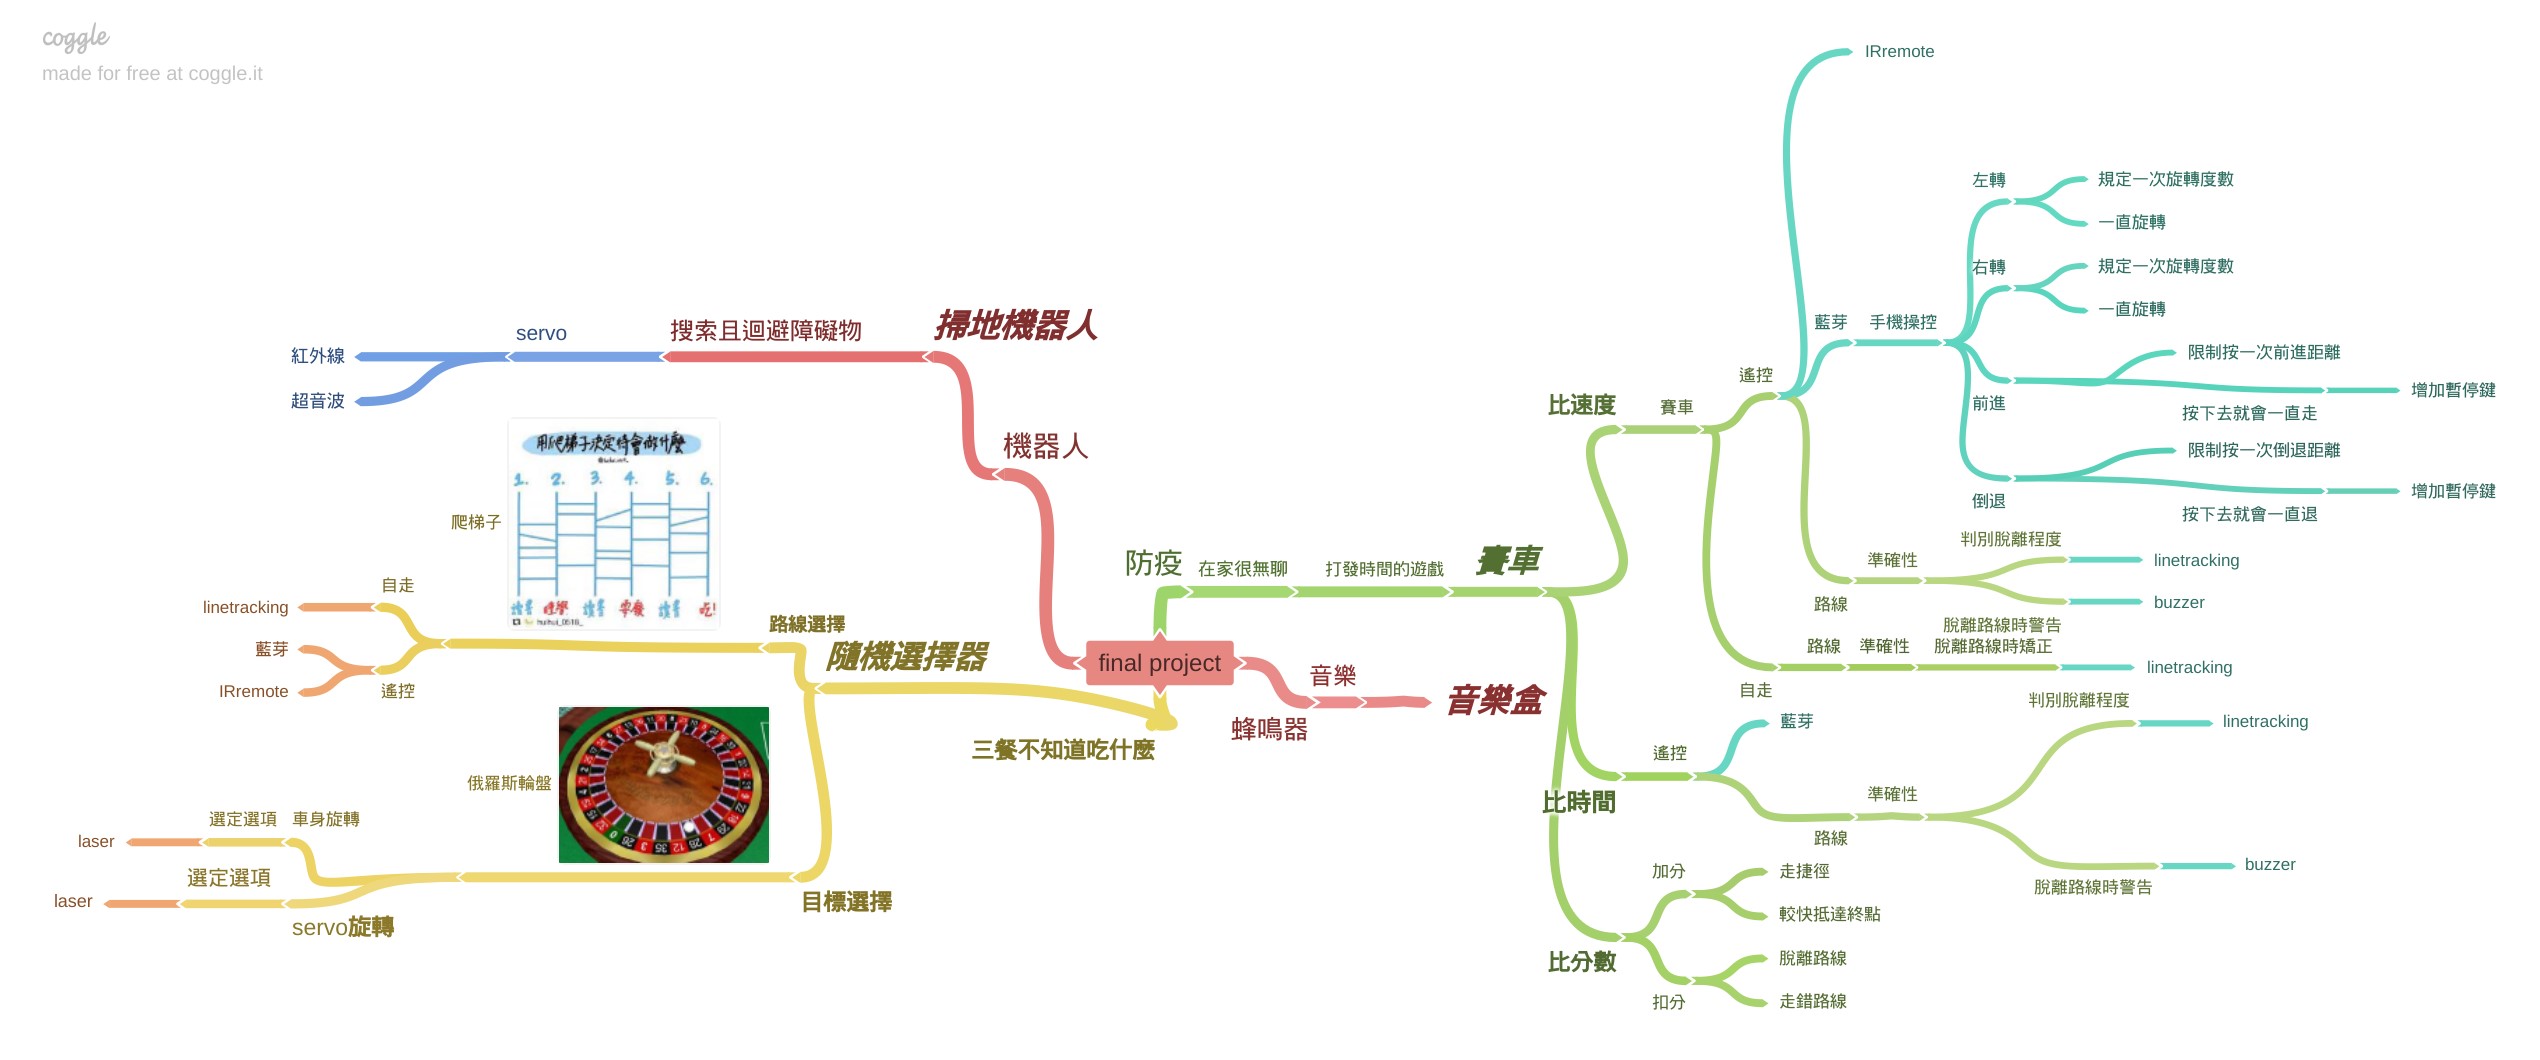 coggle
made for free at coggle.it
IRremote
左轉
規定一次旋轉度數
一直旋轉
右轉
規定一次旋轉度數
一直旋轉
藍芽
手機操控
限制按一次前進距離
前進
增加暫停鍵
按下去就會一直走
限制按一次倒退距離
倒退
增加暫停鍵
按下去就會一直退
掃地機器人
搜索且迴避障礙物
servo
紅外線
超音波
機器人
比速度
賽車
遙控
路線
準確性
判別脫離程度
linetracking
buzzer
脫離路線時警告
自走
路線
準確性
脫離路線時矯正
linetracking
防疫
在家很無聊
打發時間的遊戲
賽車
final project
音樂
蜂鳴器
音樂盒
比時間
遙控
藍芽
路線
準確性
判別脫離程度
linetracking
脫離路線時警告
buzzer
比分數
加分
走捷徑
較快抵達終點
扣分
脫離路線
走錯路線
用爬梯子決定待會做什麼
1. 2. 3. 4. 5. 6.
爬梯子
自走
linetracking
藍芽
IRremote
遙控
路線選擇
隨機選擇器
三餐不知道吃什麼
俄羅斯輪盤
選定選項
車身旋轉
laser
選定選項
laser
servo旋轉
目標選擇